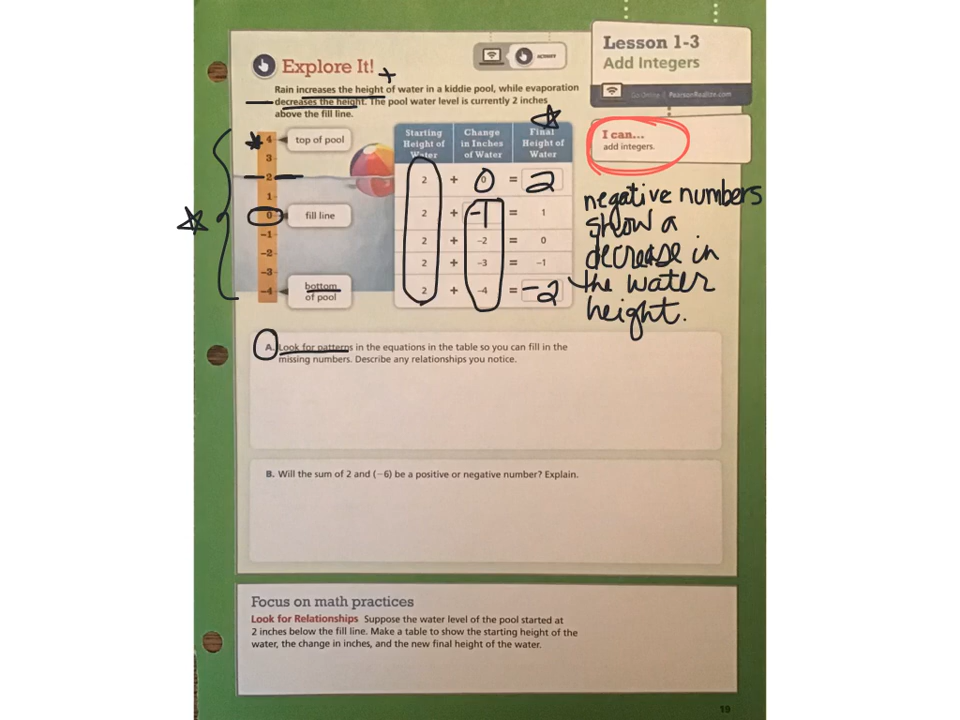 Lesson 1-3
Add Integers
PearsonRealize.com
I can...
add integers.
ACTIVITY
Explore It! +
Rain increases the height of water in a kiddie pool, while evaporation
decreases the height. The pool water level is currently 2 inches
above the fill line.
4 top of pool
3
2
1
0 fill line
−1
−2
−3
−4 bottom
of pool
Starting Height of Water
Change in Inches of Water
Final Height of Water
2 + 0 = 2
2 + -1 = 1
2 + −2 = 0
2 + −3 = −1
2 + −4 = -2
negative numbers
show a
decrease in
the water
height.
A. Look for patterns in the equations in the table so you can fill in the
missing numbers. Describe any relationships you notice.
B. Will the sum of 2 and (−6) be a positive or negative number? Explain.
Focus on math practices
Look for Relationships Suppose the water level of the pool started at
2 inches below the fill line. Make a table to show the starting height of the
water, the change in inches, and the new final height of the water.
19